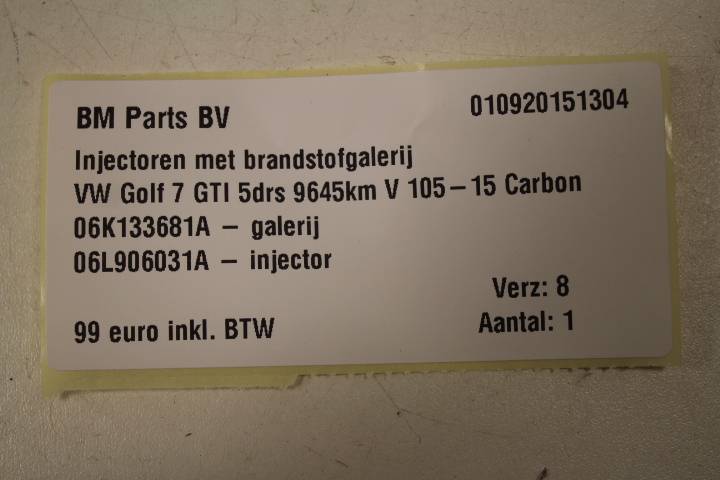 BM Parts BV
010920151304
Injectoren met brandstofgalerij
VW Golf 7 GTI 5drs 9645km V 105-15 Carbon
06K133681A - galerij
06L906031A - injector
Verz: 8
99 euro inkl. BTW
Aantal: 1